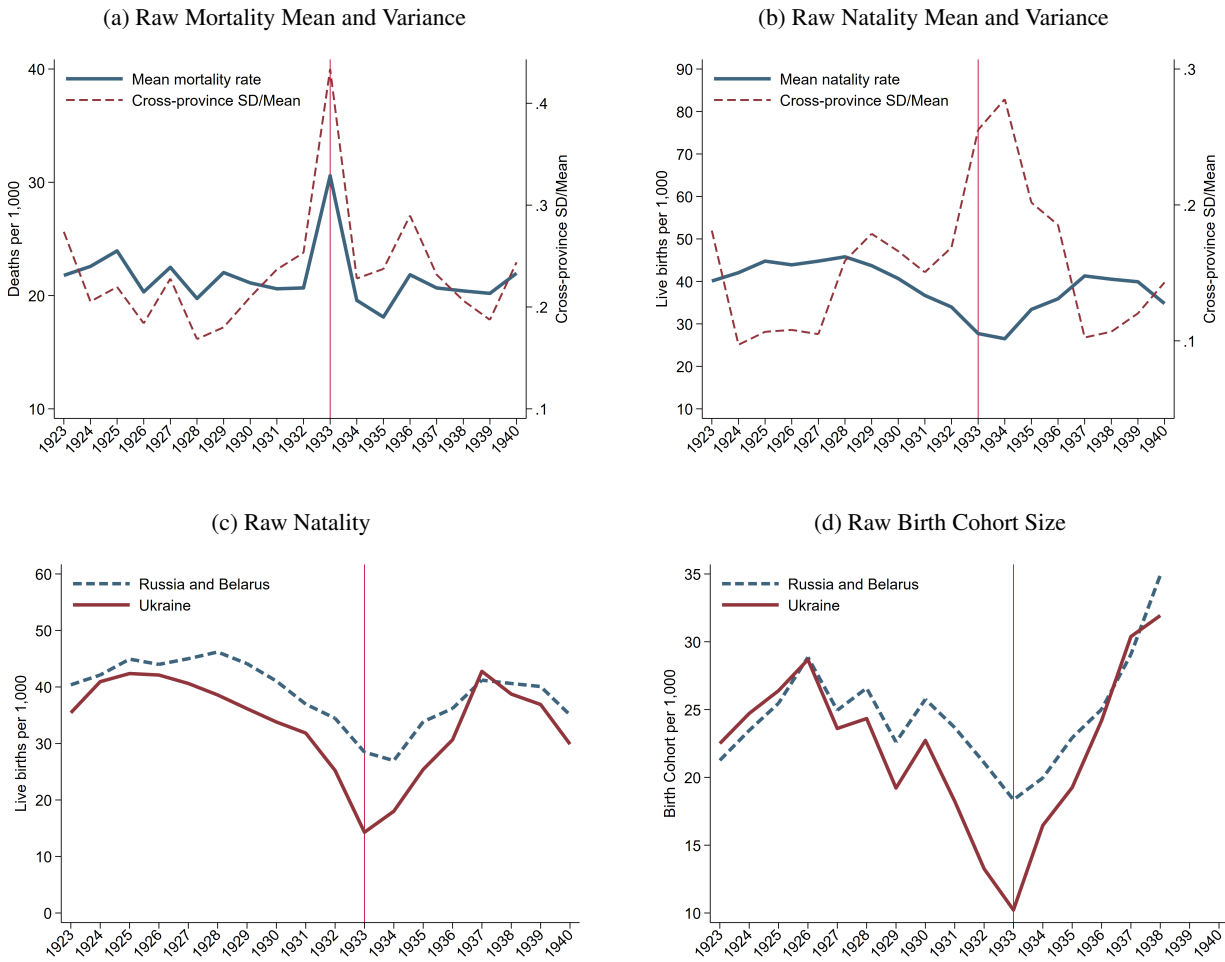 (a) Raw Mortality Mean and Variance
Mean mortality rate
Cross-province SD/Mean
Deaths per 1,000
40
30
20
10
Cross-province SD/Mean
.4
.3
.2
.1
1923 1924 1925 1926 1927 1928 1929 1930 1931 1932 1933 1934 1935 1936 1937 1938 1939 1940
(b) Raw Natality Mean and Variance
Mean natality rate
Cross-province SD/Mean
Live births per 1,000
90
80
70
60
50
40
30
20
10
Cross-province SD/Mean
.3
.2
.1
1923 1924 1925 1926 1927 1928 1929 1930 1931 1932 1933 1934 1935 1936 1937 1938 1939 1940
(c) Raw Natality
Russia and Belarus
Ukraine
Live births per 1,000
60
50
40
30
20
10
0
1923 1924 1925 1926 1927 1928 1929 1930 1931 1932 1933 1934 1935 1936 1937 1938 1939 1940
(d) Raw Birth Cohort Size
Russia and Belarus
Ukraine
Birth Cohort per 1,000
35
30
25
20
15
10
1923 1924 1925 1926 1927 1928 1929 1930 1931 1932 1933 1934 1935 1936 1937 1938 1939 1940